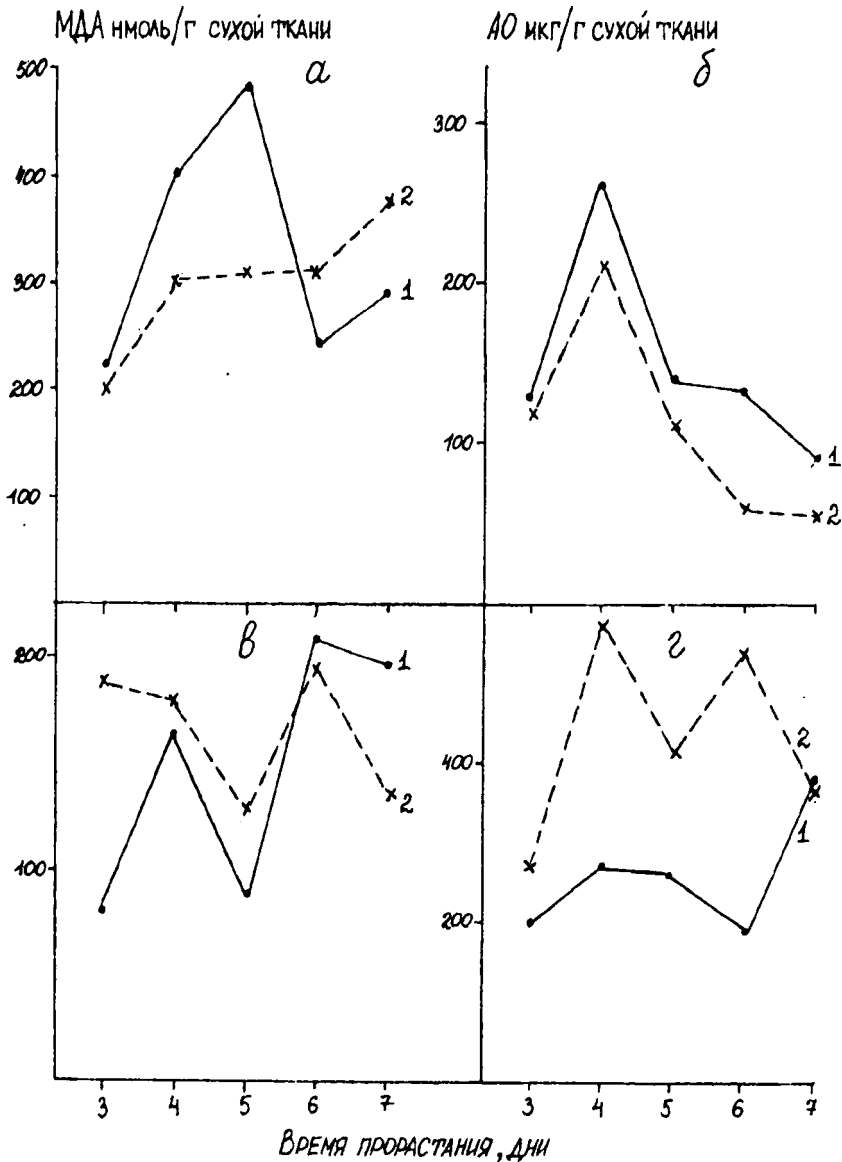 МДА нмоль/г сухой ткани
АО мкг/г сухой ткани
а
б
500
400
300
200
100
2
1
300
200
100
1
2
в
г
200
100
1
2
400
200
2
1
3 4 5 6 7
3 4 5 6 7
Время прорастания, дни